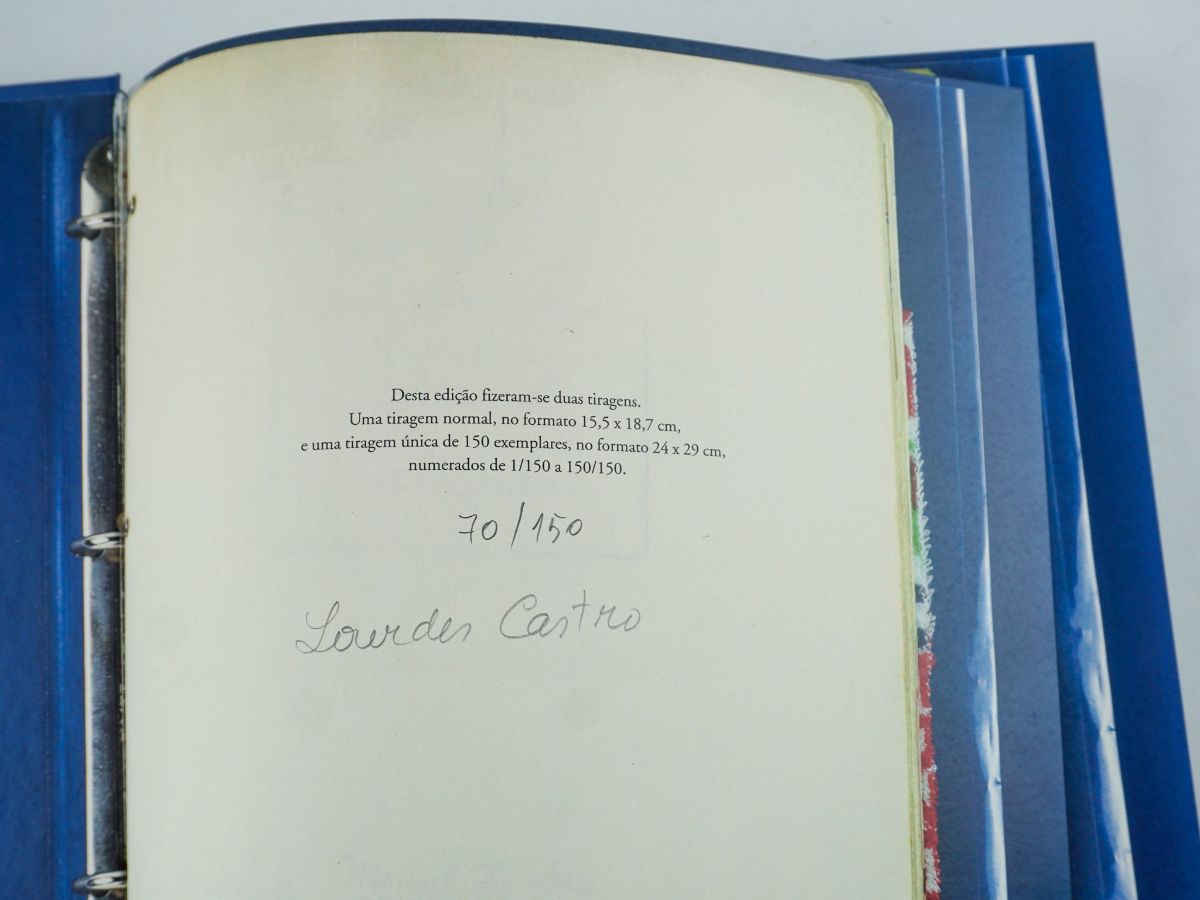 Desta edição fizeram-se duas tiragens.
Uma tiragem normal, no formato 15,5 x 18,7 cm,
e uma tiragem única de 150 exemplares, no formato 24 x 29 cm,
numerados de 1/150 a 150/150.
70/150
Lourdes Castro